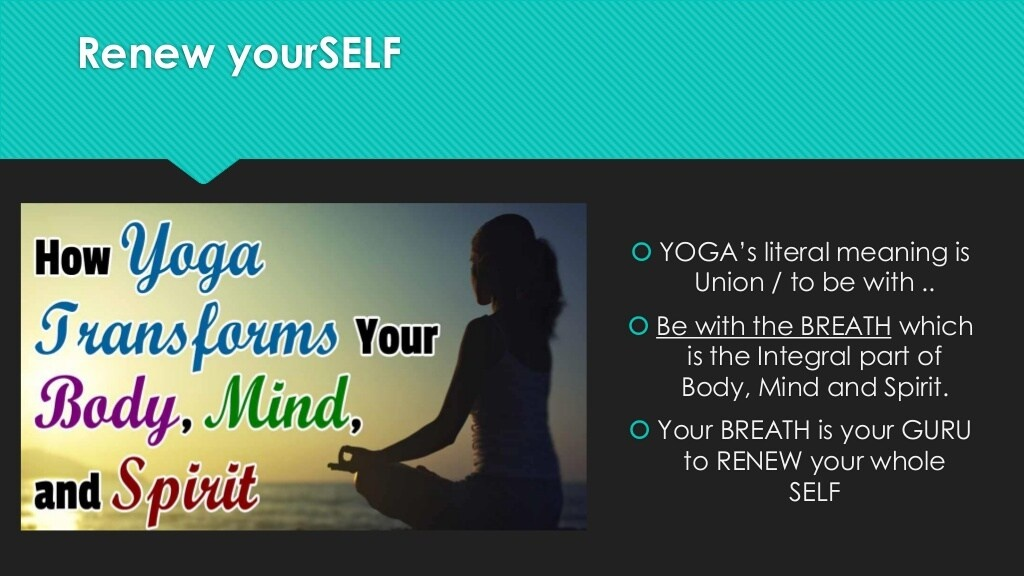 Renew yourSELF
How Yoga
Transforms Your
Body, Mind,
and Spirit
YOGA’s literal meaning is
Union / to be with ..
Be with the BREATH which
is the Integral part of
Body, Mind and Spirit.
Your BREATH is your GURU
to RENEW your whole
SELF